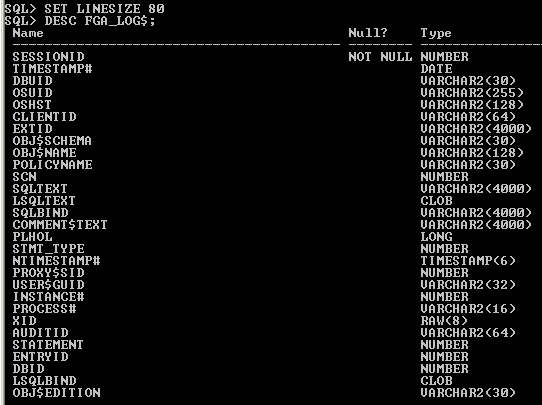 SQL> SET LINESIZE 80
SQL> DESC FGA_LOG$;
Name Null? Type
SESSIONID NOT NULL NUMBER
TIMESTAMP# DATE
DBUID VARCHAR2(30)
OSUID VARCHAR2(255)
OSHST VARCHAR2(128)
CLIENTID VARCHAR2(64)
EXTID VARCHAR2(4000)
OBJ$SCHEMA VARCHAR2(30)
OBJ$NAME VARCHAR2(128)
POLICYNAME VARCHAR2(30)
SCN NUMBER
SQLTEXT VARCHAR2(4000)
LSQLTEXT CLOB
SQLBIND VARCHAR2(4000)
COMMENT$TEXT VARCHAR2(4000)
PLHOL LONG
STMT_TYPE NUMBER
NTIMESTAMP# TIMESTAMP(6)
PROXY$SID NUMBER
USER$GUID VARCHAR2(32)
INSTANCE# NUMBER
PROCESS# VARCHAR2(16)
XID RAW(8)
AUDITID VARCHAR2(64)
STATEMENT NUMBER
ENTRYID NUMBER
DBID NUMBER
LSQLBIND CLOB
OBJ$EDITION VARCHAR2(30)